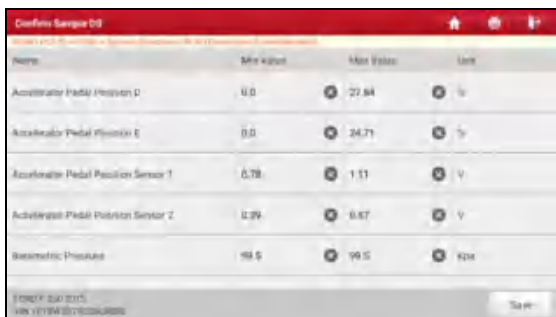 Confirm Sample DS
Name Min Value Max Value Unit
Accelerator Pedal Position D 0.0 27.84 %
Accelerator Pedal Position E 0.0 24.71 %
Accelerator Pedal Position Sensor 1 0.78 1.11 V
Accelerator Pedal Position Sensor 2 0.39 0.67 V
Barometric Pressure 99.5 99.5 kpa
Save